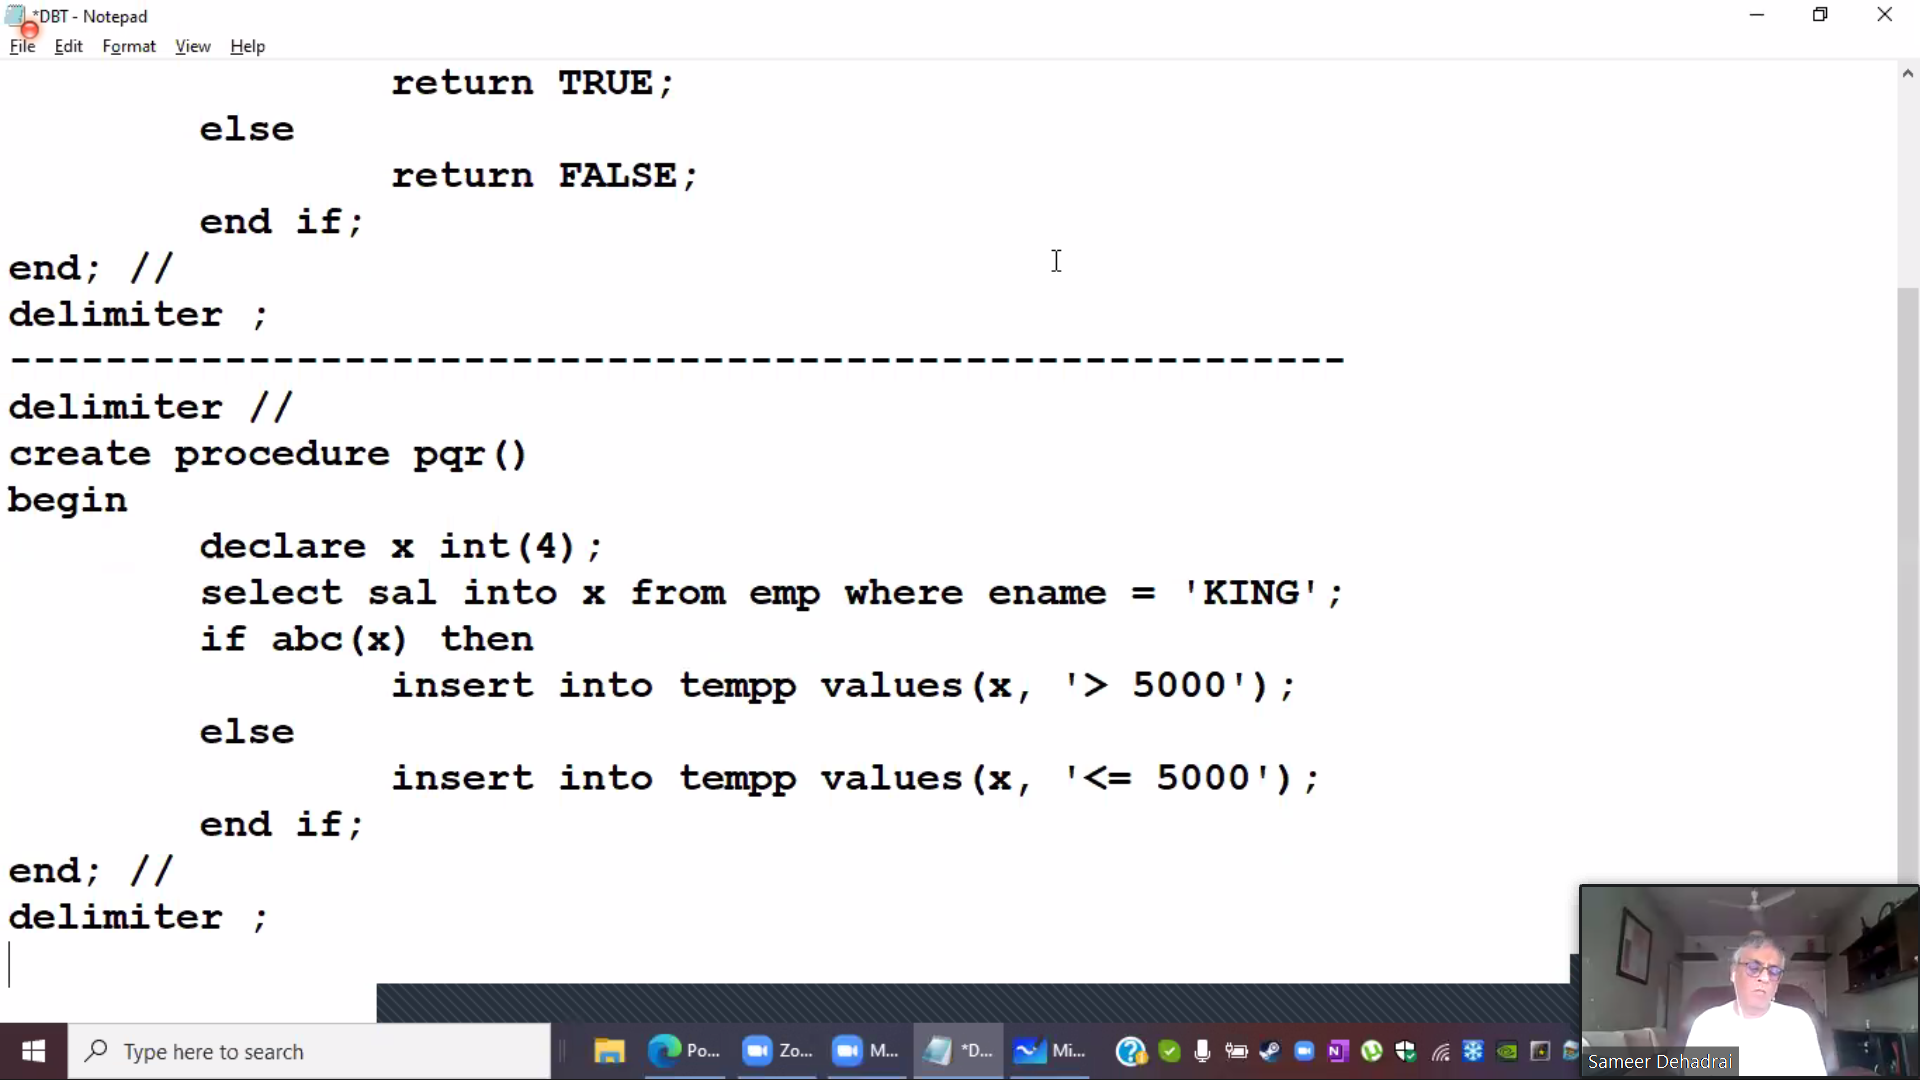 *DBT - Notepad
File Edit Format View Help
return TRUE;
else
return FALSE;
end if;
end; //
delimiter ;
--------------------------------------------------------
delimiter //
create procedure pqr()
begin
declare x int(4);
select sal into x from emp where ename = 'KING';
if abc(x) then
insert into tempp values(x, '> 5000');
else
insert into tempp values(x, '<= 5000');
end if;
end; //
delimiter ;
Type here to search
Po...
Zo...
M...
*D...
Mi...
Sameer Dehadrai